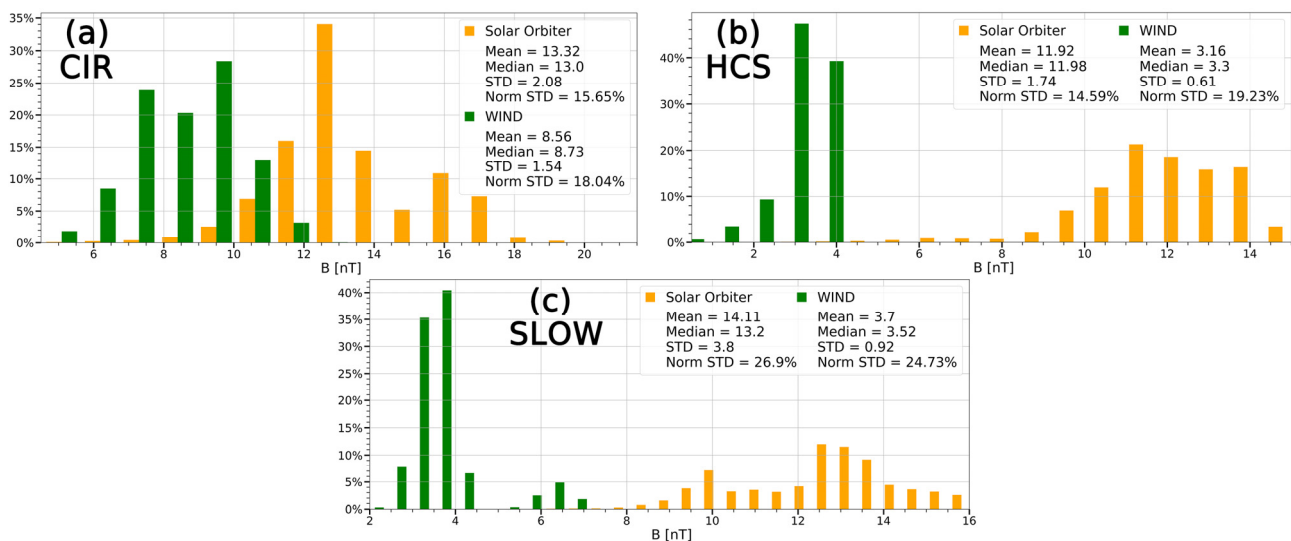 (a)
CIR
35%
30%
25%
20%
15%
10%
5%
0%
Solar Orbiter
Mean = 13.32
Median = 13.0
STD = 2.08
Norm STD = 15.65%
WIND
Mean = 8.56
Median = 8.73
STD = 1.54
Norm STD = 18.04%
6 8 10 12 14 16 18 20
B [nT]
(b)
HCS
40%
30%
20%
10%
0%
Solar Orbiter
Mean = 11.92
Median = 11.98
STD = 1.74
Norm STD = 14.59%
WIND
Mean = 3.16
Median = 3.3
STD = 0.61
Norm STD = 19.23%
2 4 6 8 10 12 14
B [nT]
(c)
SLOW
40%
35%
30%
25%
20%
15%
10%
5%
0%
Solar Orbiter
Mean = 14.11
Median = 13.2
STD = 3.8
Norm STD = 26.9%
WIND
Mean = 3.7
Median = 3.52
STD = 0.92
Norm STD = 24.73%
2 4 6 8 10 12 14 16
B [nT]